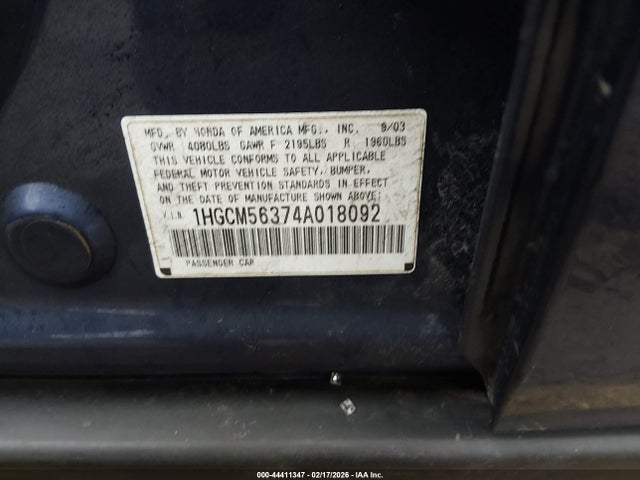 MFD. BY HONDA OF AMERICA MFG., INC. 9/03
GVWR 4080LBS GAWR F 2195LBS R 1960LBS
THIS VEHICLE CONFORMS TO ALL APPLICABLE
FEDERAL MOTOR VEHICLE SAFETY, BUMPER,
AND THEFT PREVENTION STANDARDS IN EFFECT
ON THE DATE OF MANUFACTURE SHOWN ABOVE.
V.I.N. 1HGCM56374A018092
PASSENGER CAR
000-44411347 - 02/17/2026 - IAA Inc.